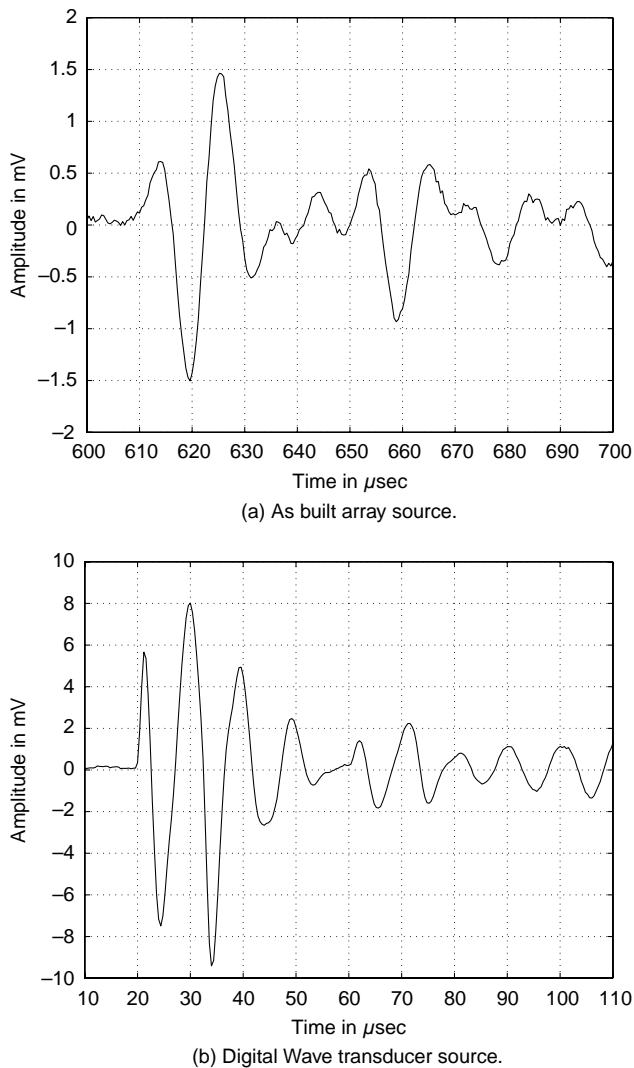 2
1.5
1
0.5
0
–0.5
–1
–1.5
–2
Amplitude in mV
600 610 620 630 640 650 660 670 680 690 700
Time in µsec
(a) As built array source.
10
8
6
4
2
0
–2
–4
–6
–8
–10
Amplitude in mV
10 20 30 40 50 60 70 80 90 100 110
Time in µsec
(b) Digital Wave transducer source.